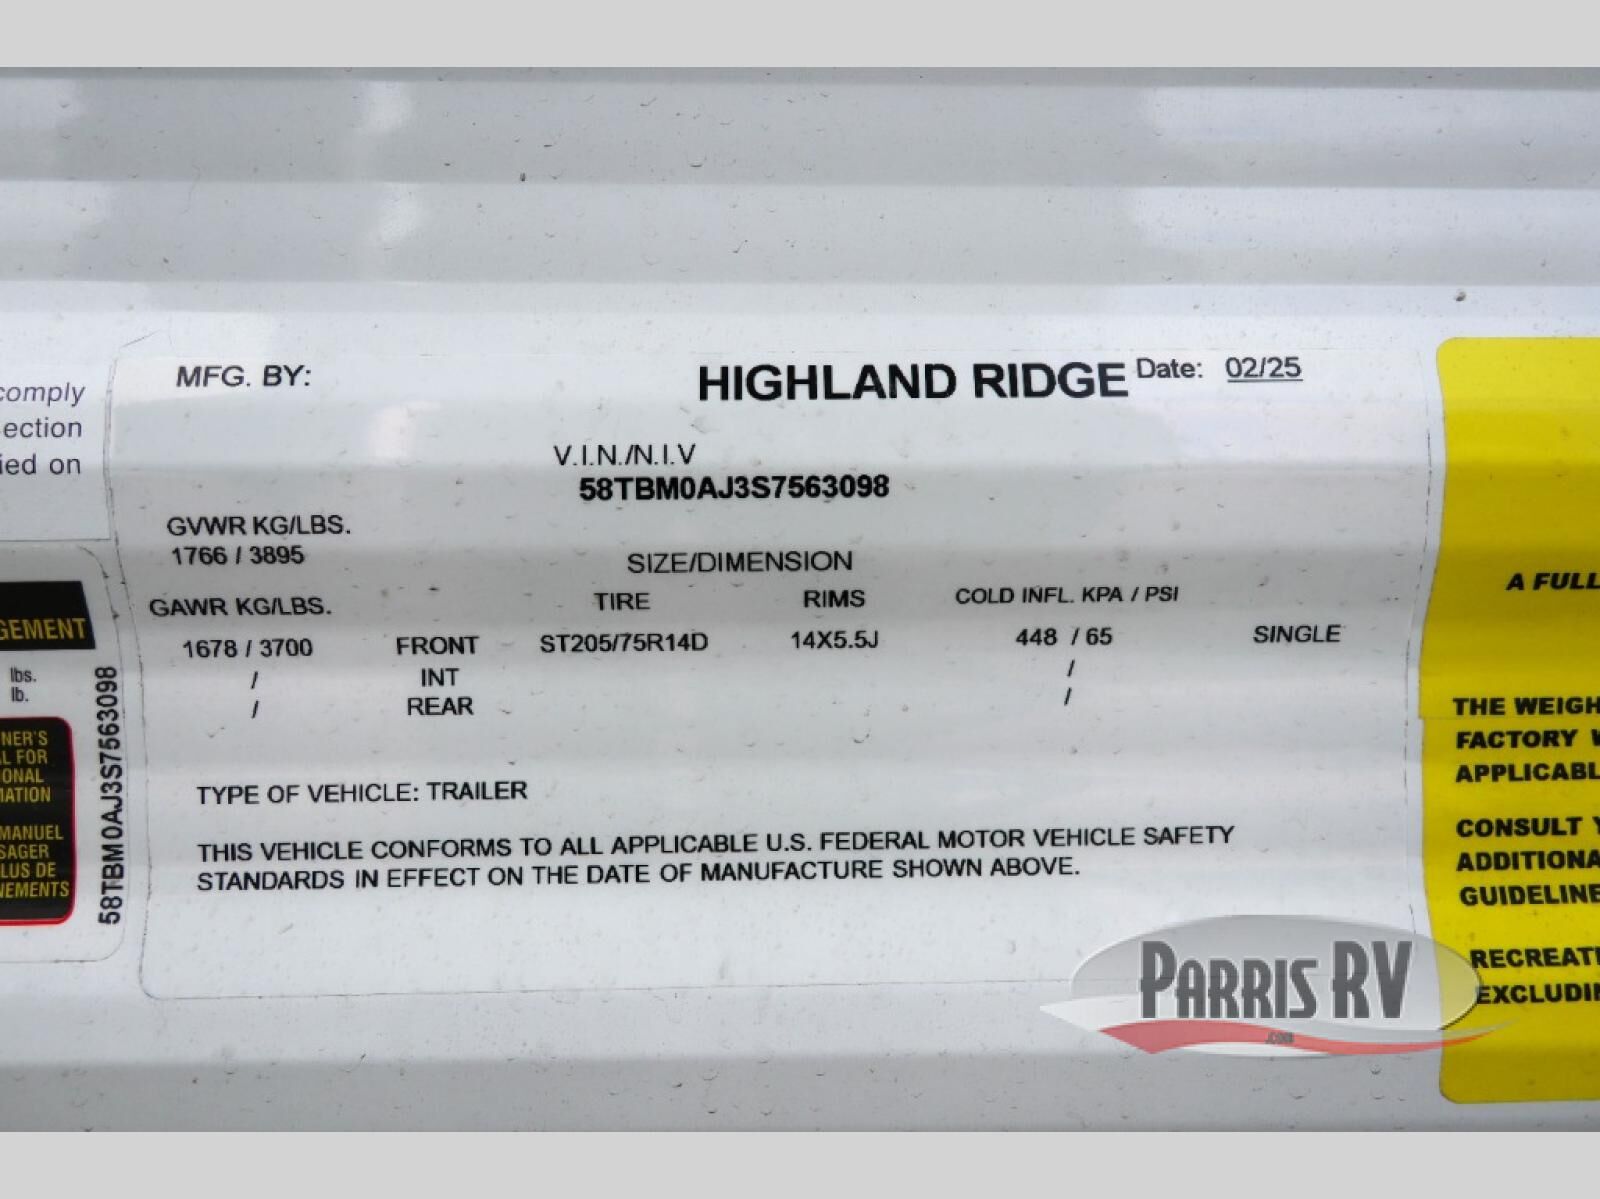 MFG. BY: HIGHLAND RIDGE Date: 02/25
V.I.N./N.I.V
58TBM0AJ3S7563098
GVWR KG/LBS.
1766 / 3895
SIZE/DIMENSION
GAWR KG/LBS. TIRE RIMS COLD INFL. KPA / PSI
1678 / 3700 FRONT ST205/75R14D 14X5.5J 448 / 65 SINGLE
/ INT /
/ REAR /
TYPE OF VEHICLE: TRAILER
THIS VEHICLE CONFORMS TO ALL APPLICABLE U.S. FEDERAL MOTOR VEHICLE SAFETY
STANDARDS IN EFFECT ON THE DATE OF MANUFACTURE SHOWN ABOVE.
comply
ection
ied on
GEMENT
lbs.
lb.
NER'S
L FOR
ONAL
MATION
MANUEL
SAGER
LUS DE
NEMENTS
58TBM0AJ3S7563098
A FULL
THE WEIGH
FACTORY W
APPLICABL
CONSULT Y
ADDITIONA
GUIDELINE
RECREATI
EXCLUDIN
PARRIS RV
.COM